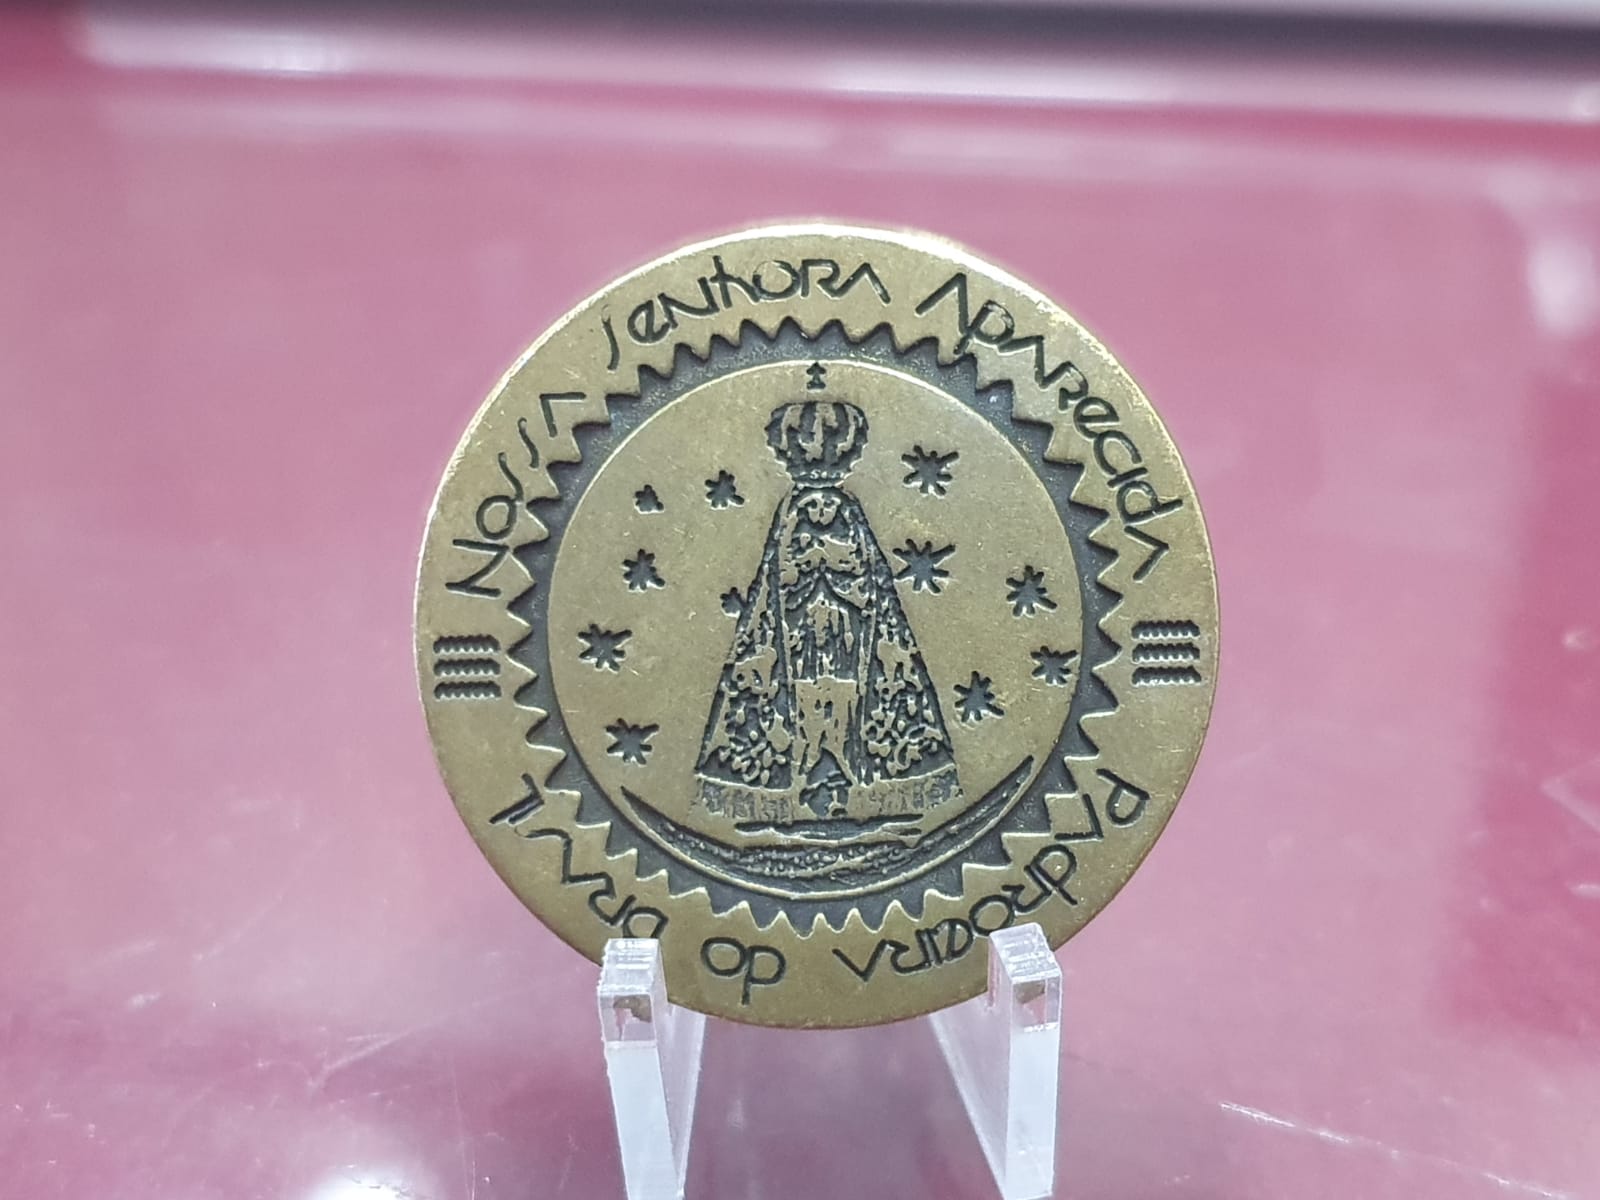 Nossa Senhora Aparecida
Padroeira do Brasil